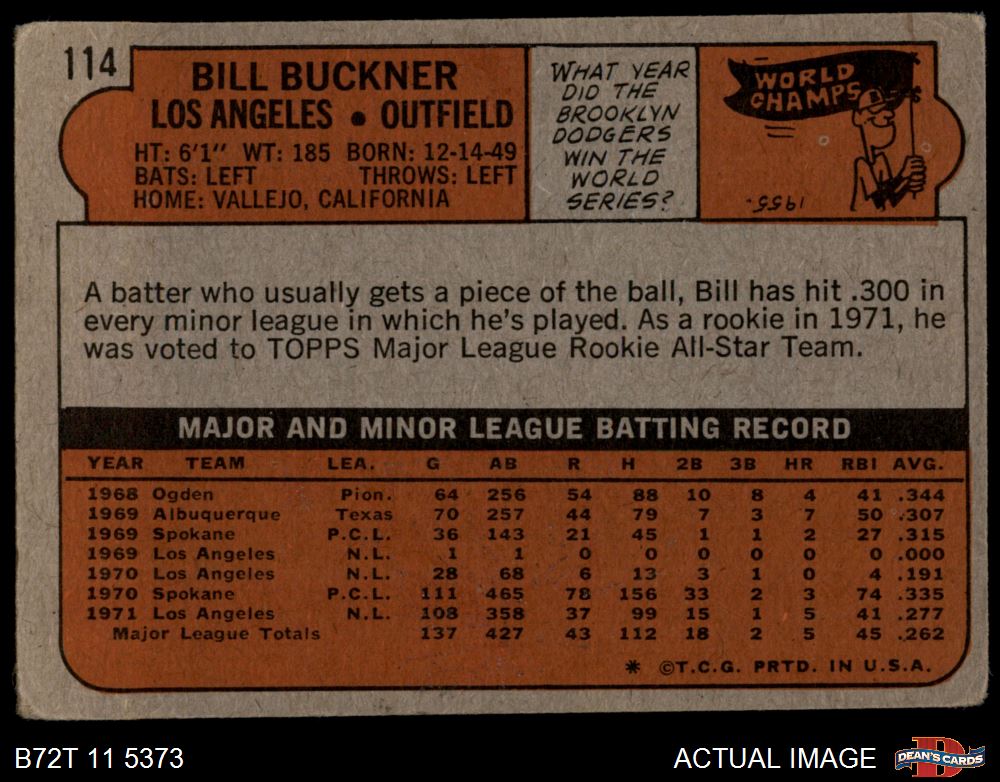 114
BILL BUCKNER
LOS ANGELES • OUTFIELD
HT: 6'1" WT: 185 BORN: 12-14-49
BATS: LEFT THROWS: LEFT
HOME: VALLEJO, CALIFORNIA
WHAT YEAR
DID THE
BROOKLYN
DODGERS
WIN THE
WORLD
SERIES?
WORLD
CHAMPS
1955.
A batter who usually gets a piece of the ball, Bill has hit .300 in
every minor league in which he's played. As a rookie in 1971, he
was voted to TOPPS Major League Rookie All-Star Team.
MAJOR AND MINOR LEAGUE BATTING RECORD
YEAR TEAM LEA. G AB R H 2B 3B HR RBI AVG.
1968 Ogden Pion. 64 256 54 88 10 8 4 41 .344
1969 Albuquerque Texas 70 257 44 79 7 3 7 50 .307
1969 Spokane P.C.L. 36 143 21 45 1 1 2 27 .315
1969 Los Angeles N.L. 1 1 0 0 0 0 0 0 .000
1970 Los Angeles N.L. 28 68 6 13 3 1 0 4 .191
1970 Spokane P.C.L. 111 465 78 156 33 2 3 74 .335
1971 Los Angeles N.L. 108 358 37 99 15 1 5 41 .277
Major League Totals 137 427 43 112 18 2 5 45 .262
* ©T.C.G. PRTD. IN U.S.A.
B72T 11 5373
ACTUAL IMAGE
D
DEAN'S CARDS